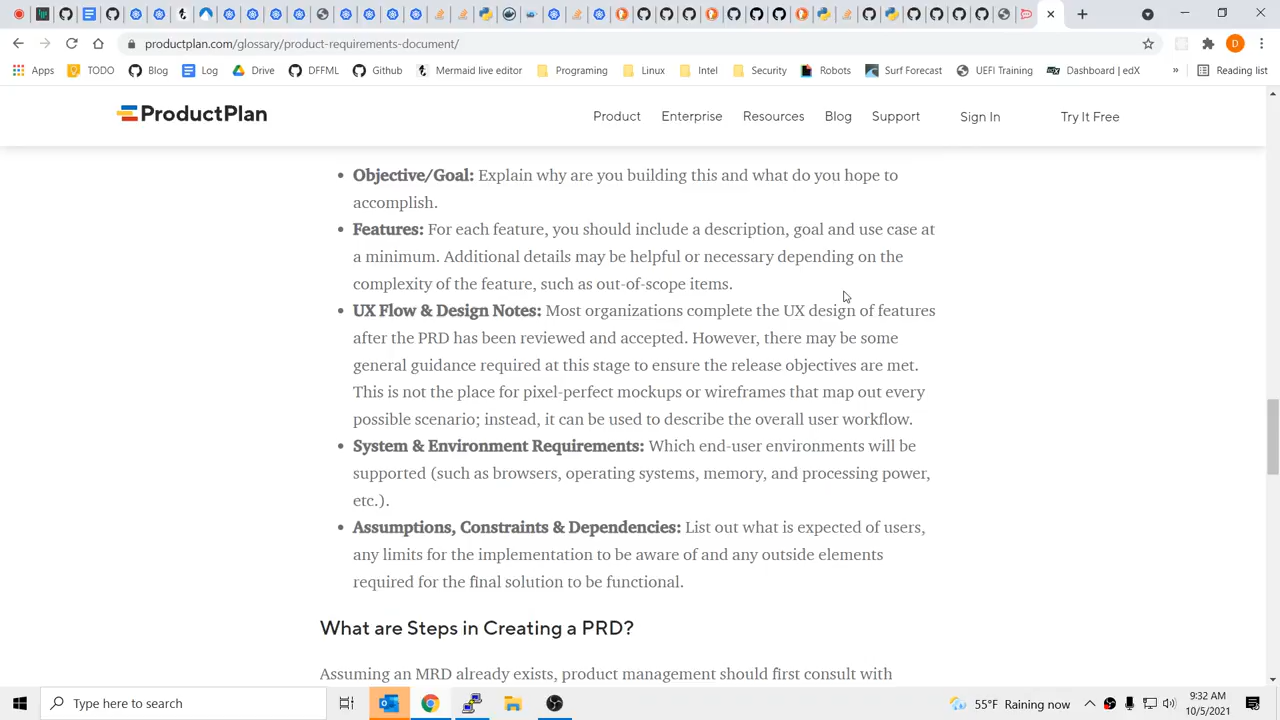 productplan.com/glossary/product-requirements-document/
Apps
TODO
Blog
Log
Drive
DFFML
Github
Mermaid live editor
Programing
Linux
Intel
Security
Robots
Surf Forecast
UEFI Training
Dashboard | edX
»
Reading list
ProductPlan
Product
Enterprise
Resources
Blog
Support
Sign In
Try It Free
• Objective/Goal: Explain why are you building this and what do you hope to
accomplish.
• Features: For each feature, you should include a description, goal and use case at
a minimum. Additional details may be helpful or necessary depending on the
complexity of the feature, such as out-of-scope items.
• UX Flow & Design Notes: Most organizations complete the UX design of features
after the PRD has been reviewed and accepted. However, there may be some
general guidance required at this stage to ensure the release objectives are met.
This is not the place for pixel-perfect mockups or wireframes that map out every
possible scenario; instead, it can be used to describe the overall user workflow.
• System & Environment Requirements: Which end-user environments will be
supported (such as browsers, operating systems, memory, and processing power,
etc.).
• Assumptions, Constraints & Dependencies: List out what is expected of users,
any limits for the implementation to be aware of and any outside elements
required for the final solution to be functional.
What are Steps in Creating a PRD?
Assuming an MRD already exists, product management should first consult with
Type here to search
55°F Raining now
9:32 AM
10/5/2021